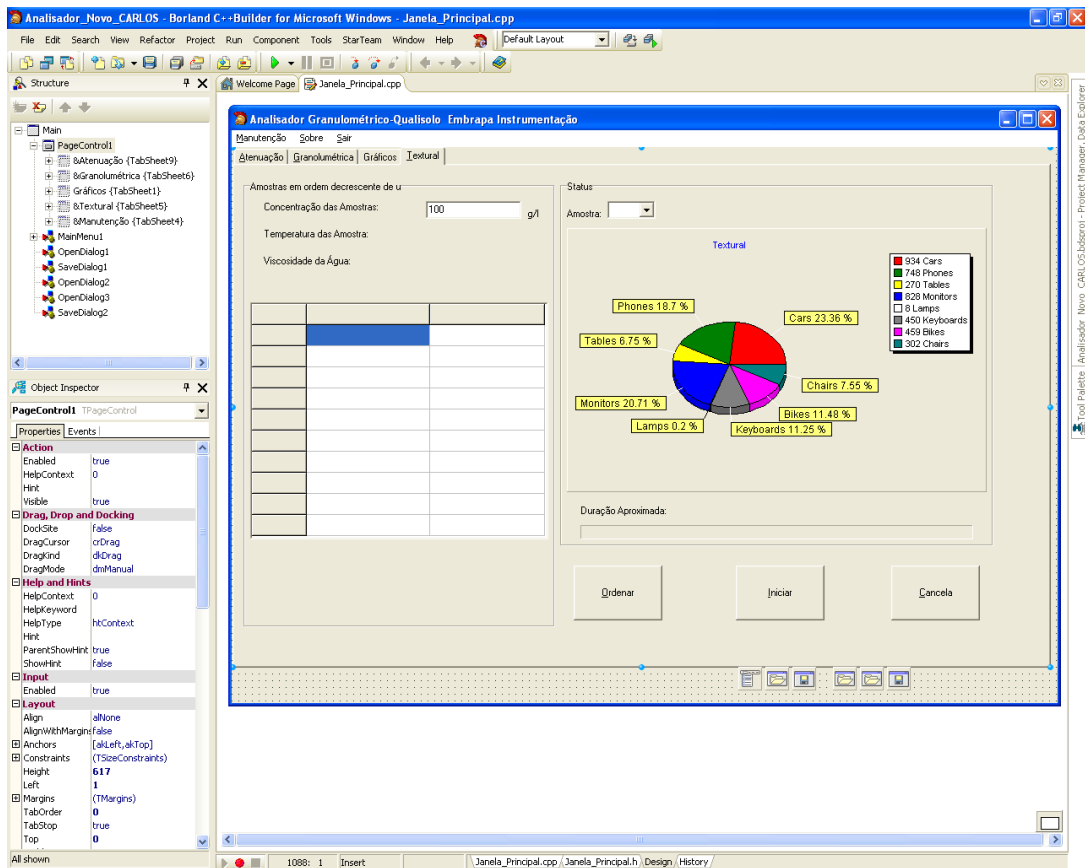 Analisador_Novo_CARLOS - Borland C++Builder for Microsoft Windows - Janela_Principal.cpp
File Edit Search View Refactor Project Run Component Tools StarTeam Window Help Default Layout
Structure
Welcome Page Janela_Principal.cpp
Main
PageControl1
&Atenuação {TabSheet9}
&Granolumétrica {TabSheet6}
Gráficos {TabSheet1}
&Textural {TabSheet5}
&Manutenção {TabSheet4}
MainMenu1
OpenDialog1
SaveDialog1
OpenDialog2
OpenDialog3
SaveDialog2
Object Inspector
PageControl1 TPageControl
Properties Events
Action
Enabled true
HelpContext 0
Hint
Visible true
Drag, Drop and Docking
DockSite false
DragCursor crDrag
DragKind dkDrag
DragMode dmManual
Help and Hints
HelpContext 0
HelpKeyword
HelpType htContext
Hint
ParentShowHint true
ShowHint false
Input
Enabled true
Layout
Align alNone
AlignWithMargins false
Anchors [akLeft,akTop]
Constraints (TSizeConstraints)
Height 617
Left 1
Margins (TMargins)
TabOrder 0
TabStop true
Top 0
All shown
Analisador Granulométrico-Qualisolo Embrapa Instrumentação
Manutenção Sobre Sair
Atenuação Granolumétrica Gráficos Textural
Amostras em ordem decrescente de u
Concentração das Amostras: 100 g/l
Temperatura das Amostra:
Viscosidade da Água:
Status
Amostra:
Textural
934 Cars
748 Phones
270 Tables
828 Monitors
8 Lamps
450 Keyboards
459 Bikes
302 Chairs
Phones 18.7 %
Cars 23.36 %
Tables 6.75 %
Chairs 7.55 %
Monitors 20.71 %
Bikes 11.48 %
Lamps 0.2 %
Keyboards 11.25 %
Duração Aproximada:
Ordenar Iniciar Cancela
1088: 1 Insert
Janela_Principal.cpp Janela_Principal.h Design History
Analisador_Novo_CARLOS.bdsproj - Project Manager, Data Explorer
Tool Palette